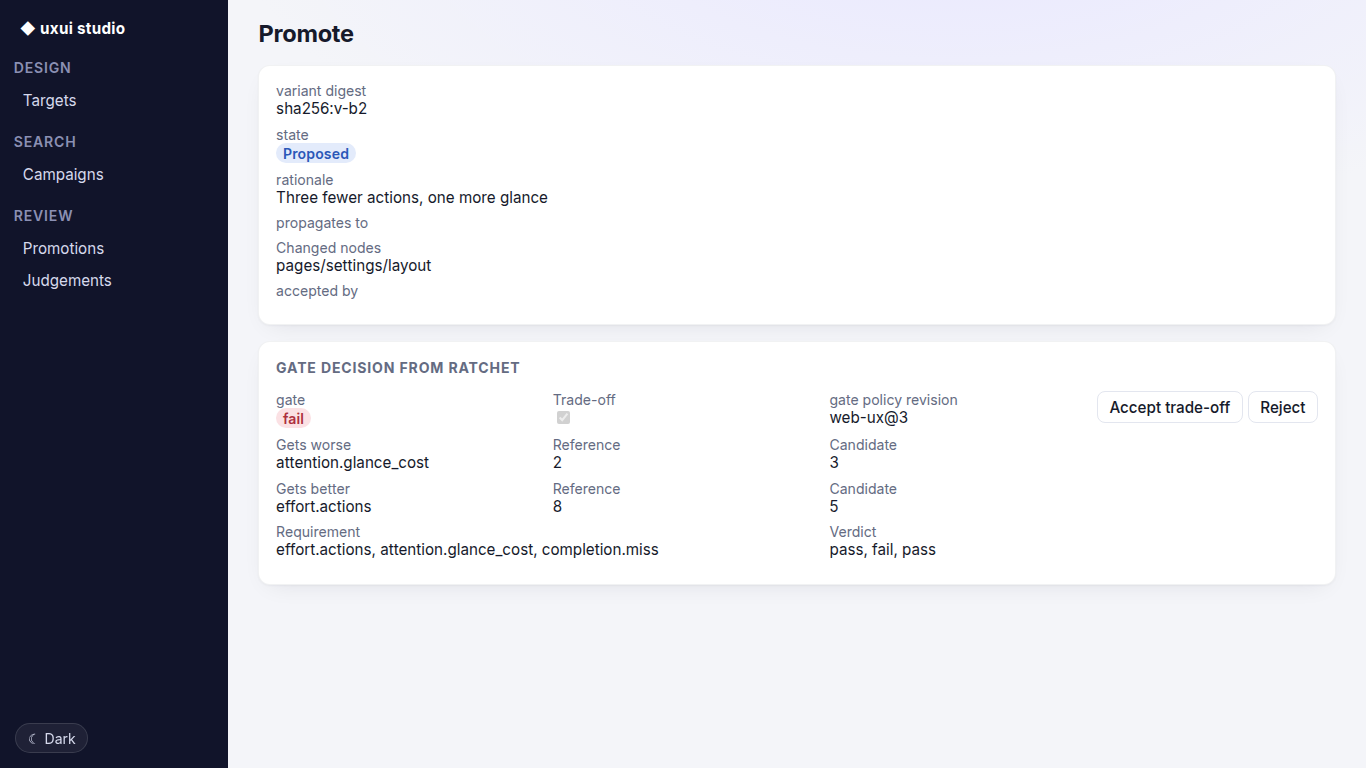 ◆ uxui studio
DESIGN
Targets
SEARCH
Campaigns
REVIEW
Promotions
Judgements
☾ Dark
Promote
variant digest
sha256:v-b2
state
Proposed
rationale
Three fewer actions, one more glance
propagates to
Changed nodes
pages/settings/layout
accepted by
GATE DECISION FROM RATCHET
gate Trade-off gate policy revision
fail web-ux@3
Accept trade-off Reject
Gets worse Reference Candidate
attention.glance_cost 2 3
Gets better Reference Candidate
effort.actions 8 5
Requirement Verdict
effort.actions, attention.glance_cost, completion.miss pass, fail, pass